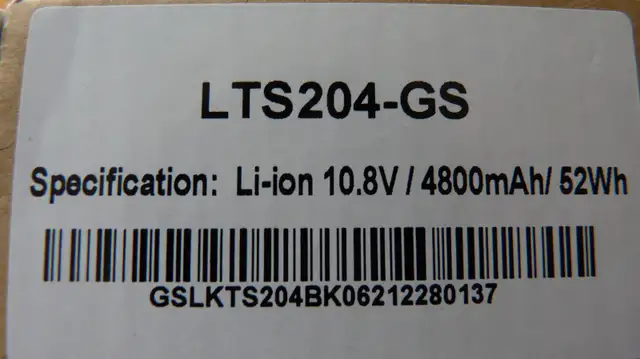 LTS204-GS
Specification: Li-ion 10.8V / 4800mAh/ 52Wh
GSLKTS204BK06212280137